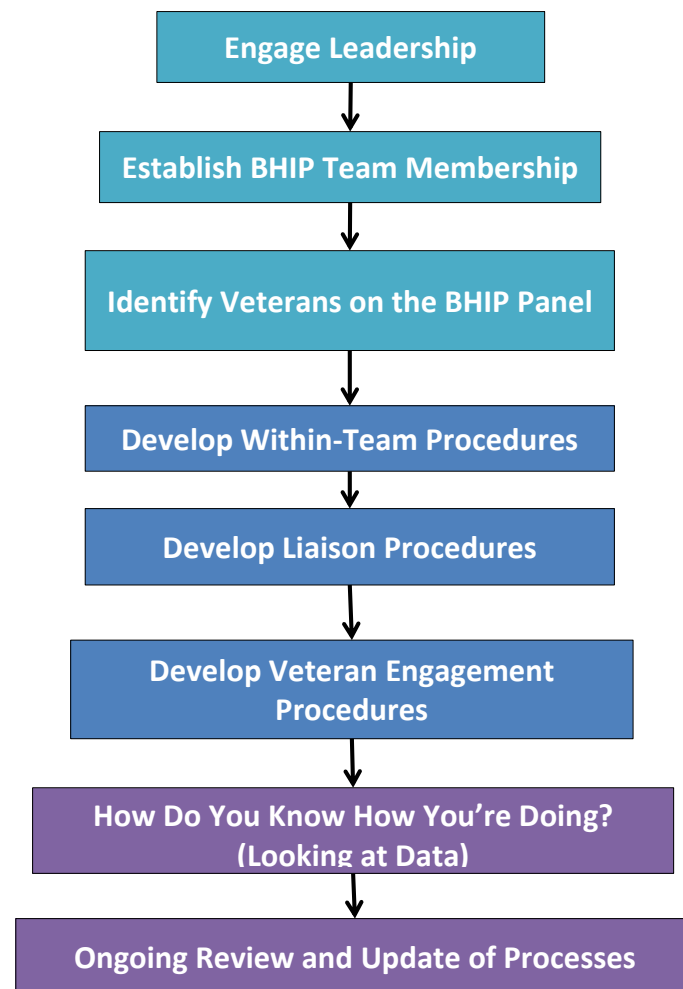 Engage Leadership
Establish BHIP Team Membership
Identify Veterans on the BHIP Panel
Develop Within-Team Procedures
Develop Liaison Procedures
Develop Veteran Engagement
Procedures
How Do You Know How You’re Doing?
(Looking at Data)
Ongoing Review and Update of Processes